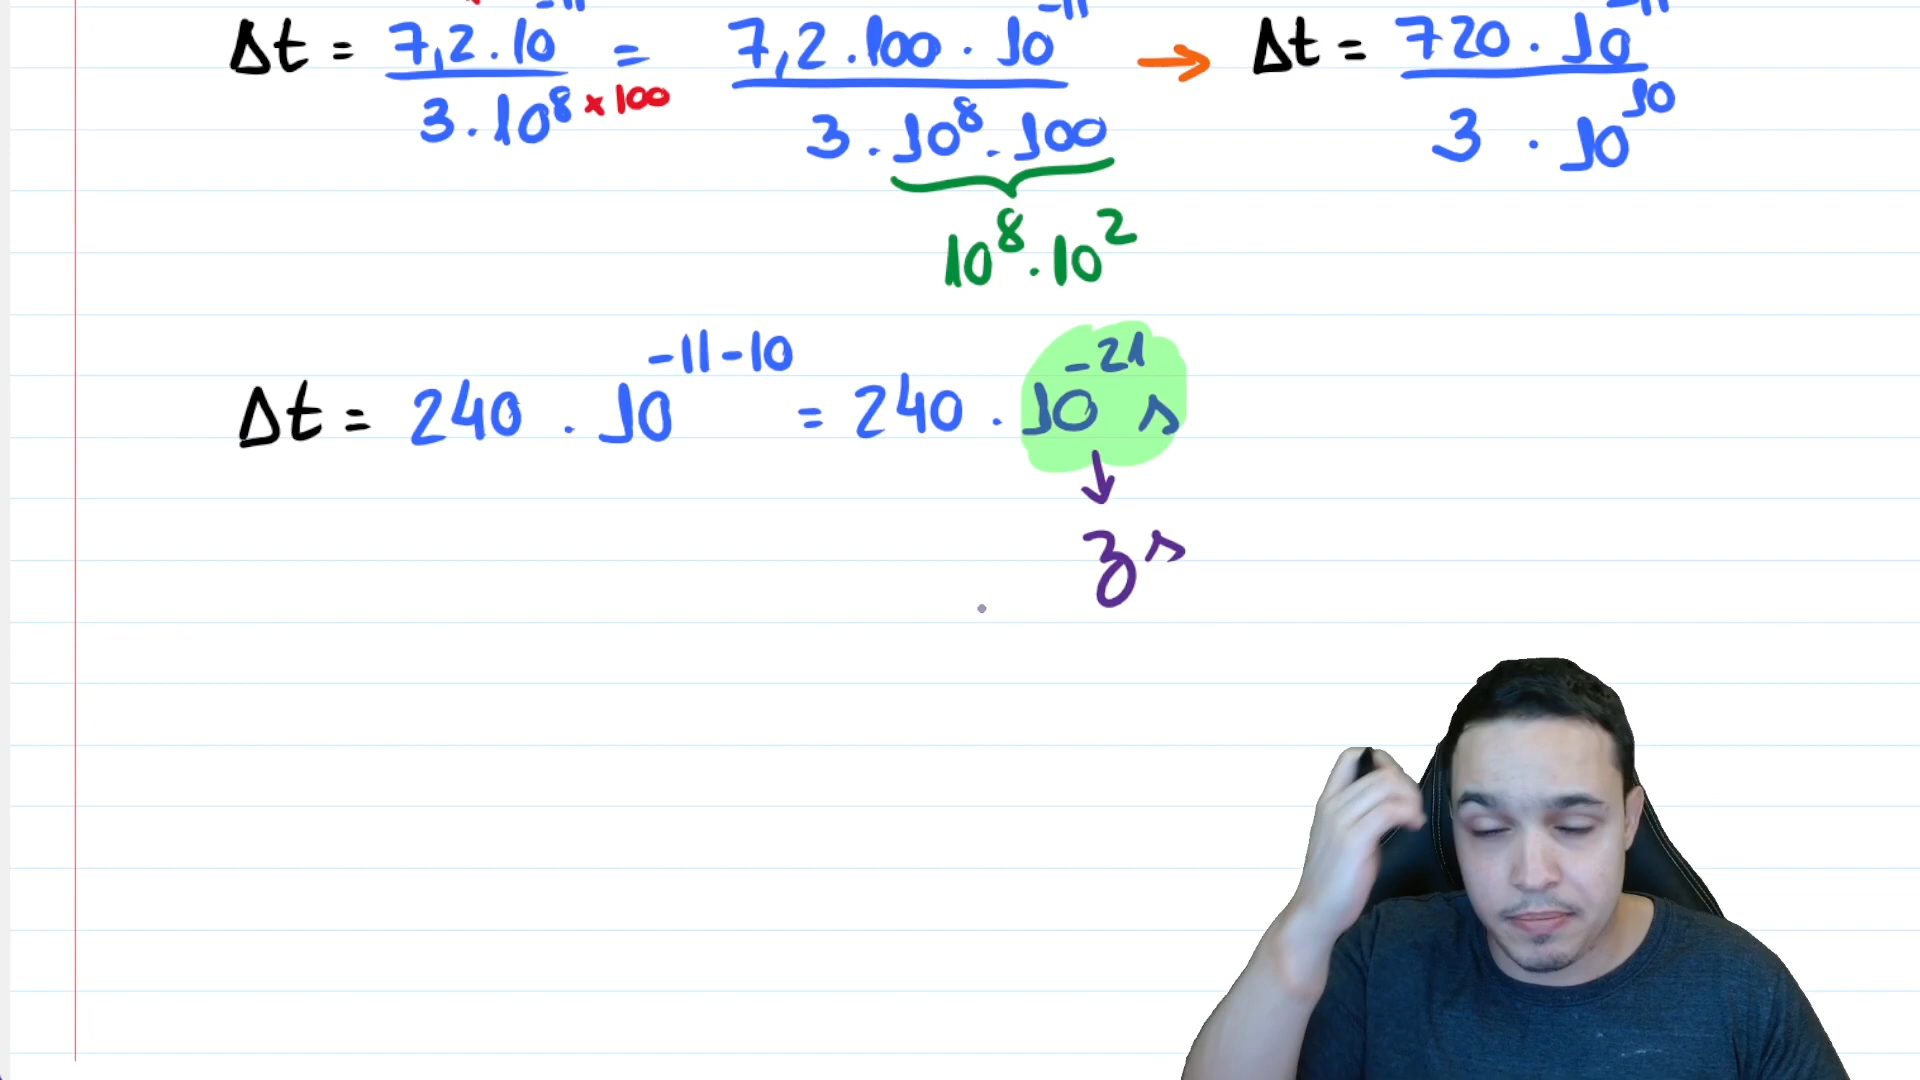 Δt = 7,2 . 10^-11 / 3 . 10^8 × 100 = 7,2 . 100 . 10^-11 / 3 . 10^8 . 100 → Δt = 720 . 10^-11 / 3 . 10^10
10^8 . 10^2
Δt = 240 . 10^-11-10 = 240 . 10^-21 s
↓
zs